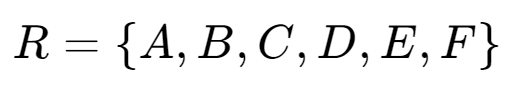 R = {A, B, C, D, E, F}